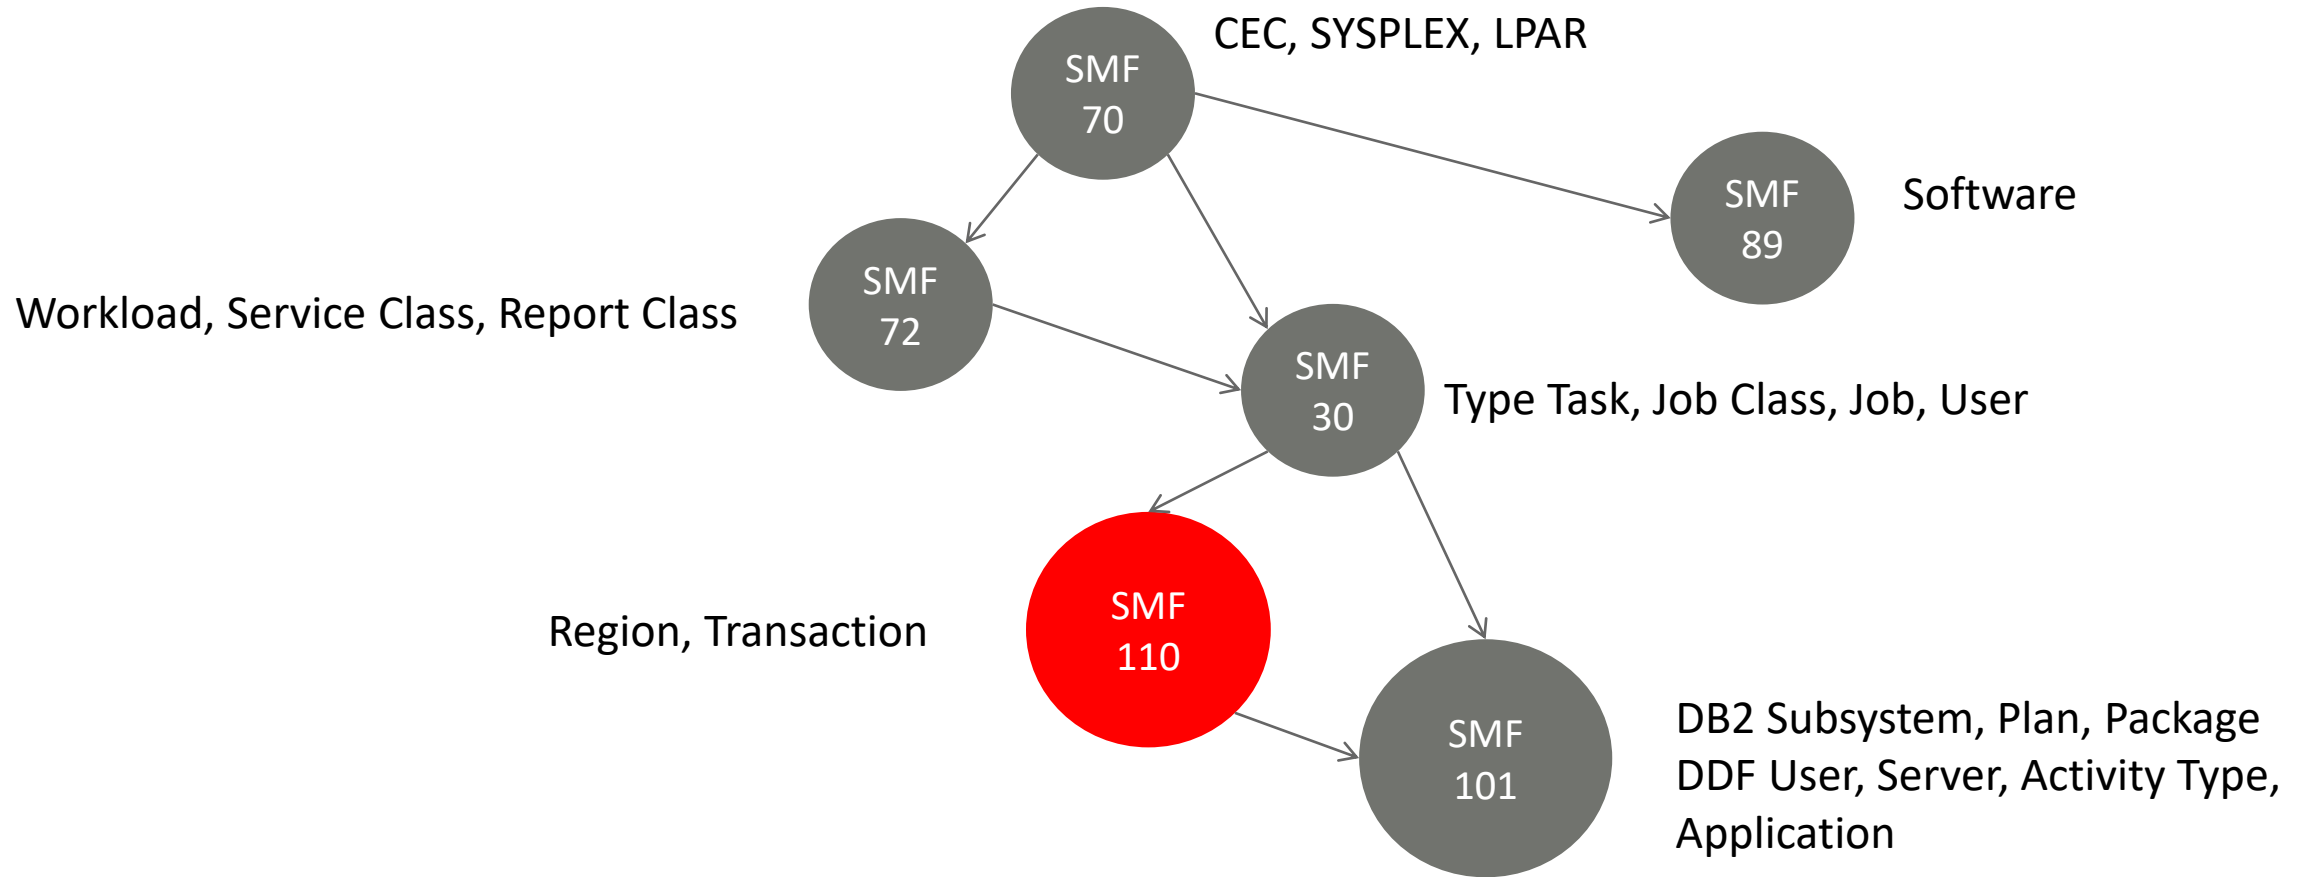 CEC, SYSPLEX, LPAR
SMF
70
SMF
89
Software
SMF
72
Workload, Service Class, Report Class
SMF
30
Type Task, Job Class, Job, User
SMF
110
Region, Transaction
SMF
101
DB2 Subsystem, Plan, Package
DDF User, Server, Activity Type,
Application